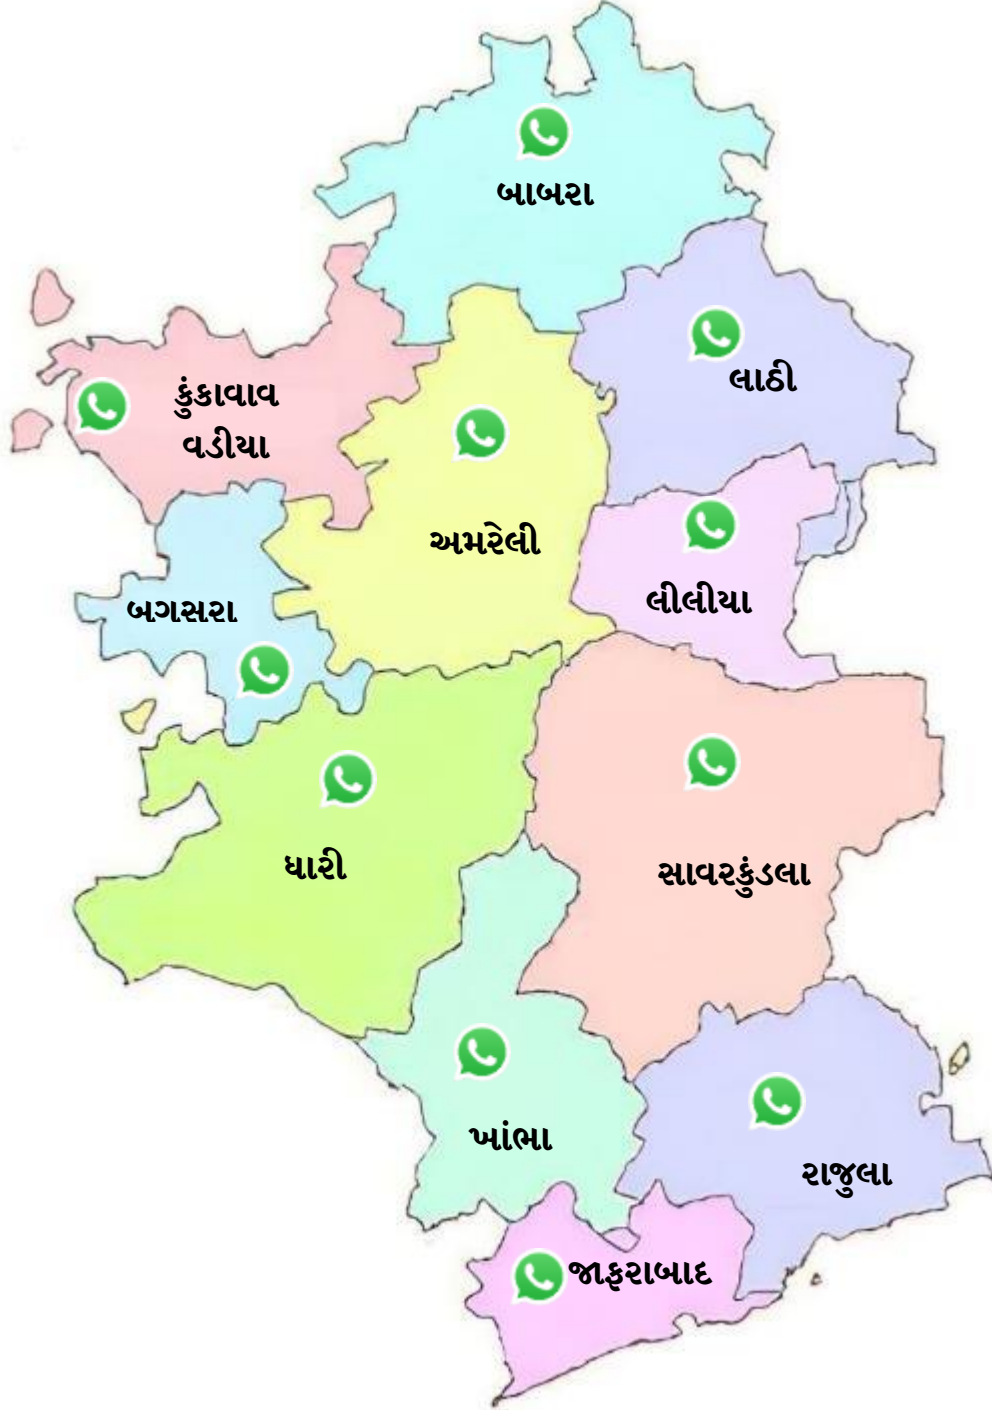 બાબરા
લાઠી
કુંકાવાવ
વડીયા
અમરેલી
લીલીયા
બગસરા
ધારી
સાવરકુંડલા
ખાંભા
રાજુલા
જાફરાબાદ